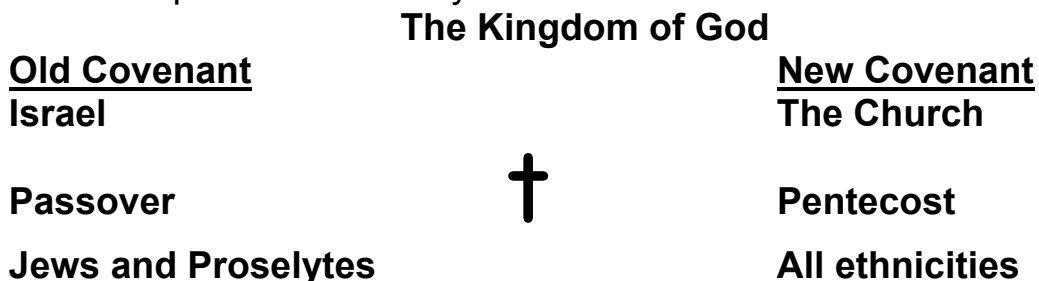 The Kingdom of God
Old Covenant New Covenant
Israel The Church
Passover Pentecost
Jews and Proselytes All ethnicities